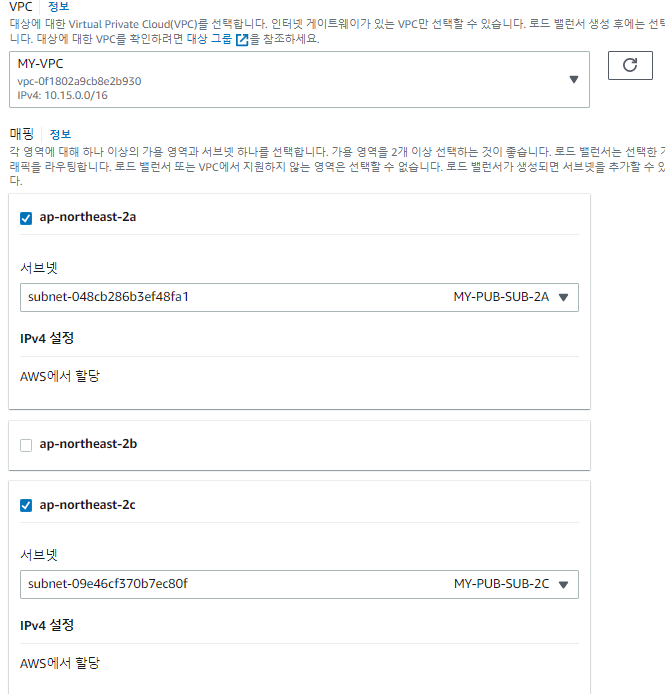 VPC 정보
대상에 대한 Virtual Private Cloud(VPC)를 선택합니다. 인터넷 게이트웨이가 있는 VPC만 선택할 수 있습니다. 로드 밸런서 생성 후에는 선택
니다. 대상에 대한 VPC를 확인하려면 대상 그룹 을 참조하세요.
MY-VPC
vpc-0f1802a9cb8e2b930
IPv4: 10.15.0.0/16
매핑 정보
각 영역에 대해 하나 이상의 가용 영역과 서브넷 하나를 선택합니다. 가용 영역을 2개 이상 선택하는 것이 좋습니다. 로드 밸런서는 선택한
래픽을 라우팅합니다. 로드 밸런서 또는 VPC에서 지원하지 않는 영역은 선택할 수 없습니다. 로드 밸런서가 생성되면 서브넷을 추가할 수
다.
ap-northeast-2a
서브넷
subnet-048cb286b3ef48fa1 MY-PUB-SUB-2A
IPv4 설정
AWS에서 할당
ap-northeast-2b
ap-northeast-2c
서브넷
subnet-09e46cf370b7ec80f MY-PUB-SUB-2C
IPv4 설정
AWS에서 할당